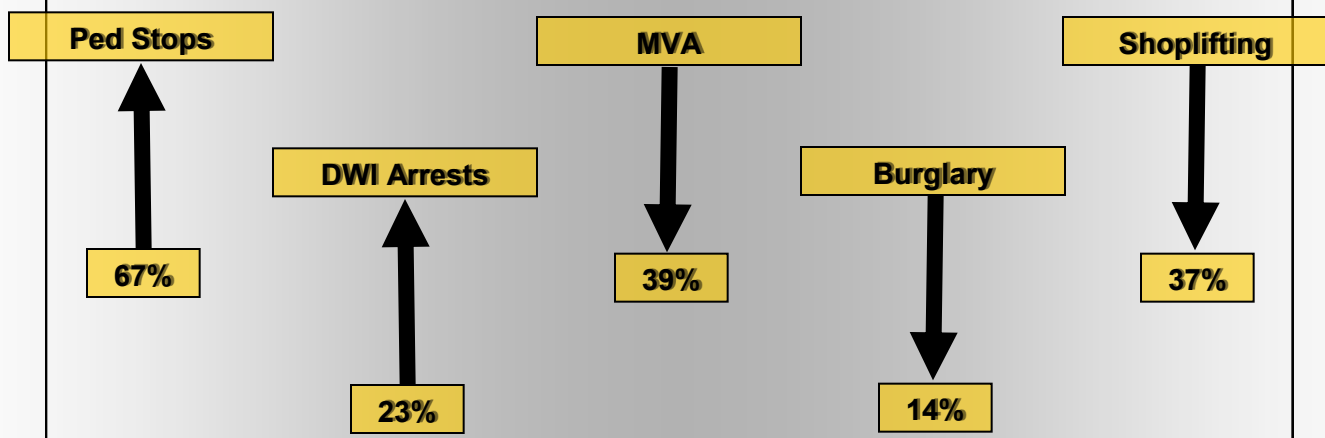 Ped Stops
67%
DWI Arrests
23%
MVA
39%
Burglary
14%
Shoplifting
37%